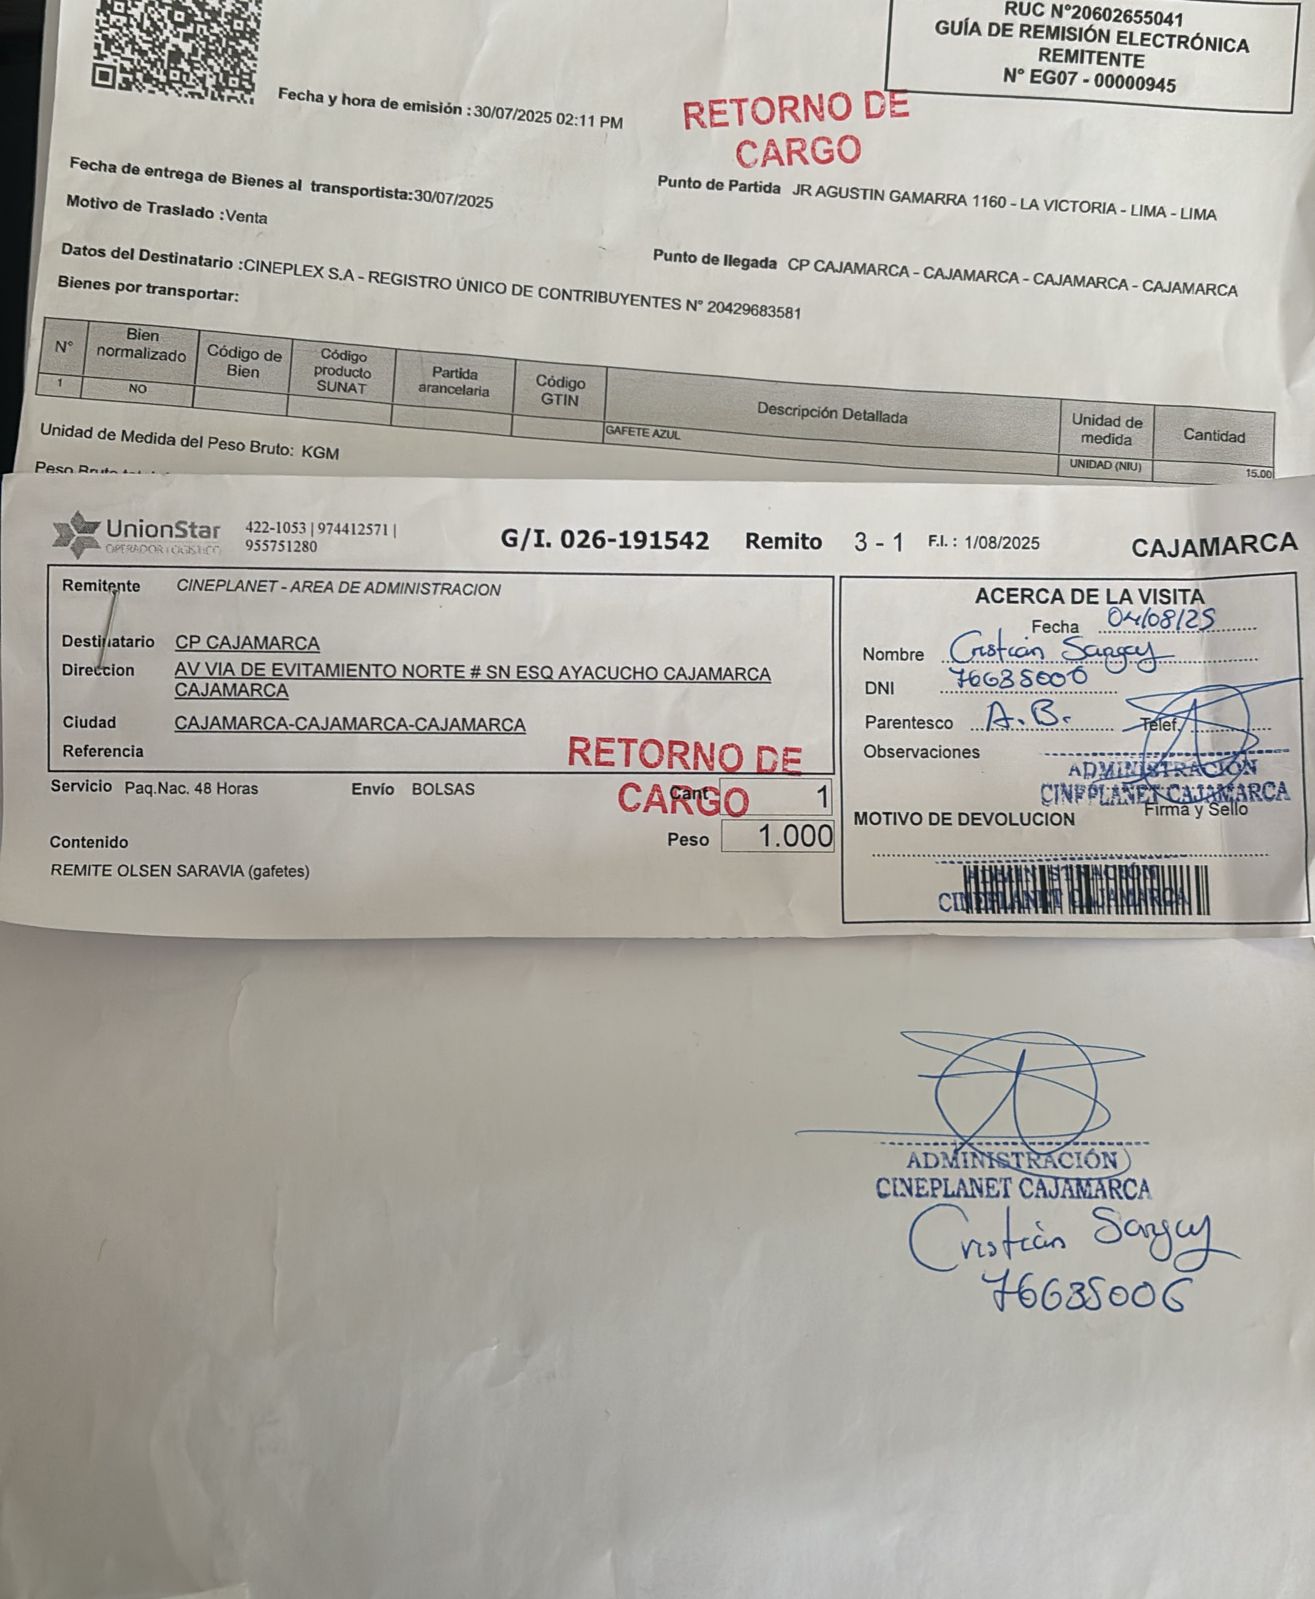 RUC N°20602655041
GUÍA DE REMISIÓN ELECTRÓNICA
REMITENTE
N° EG07 - 00000945
Fecha y hora de emisión : 30/07/2025 02:11 PM
RETORNO DE
CARGO
Fecha de entrega de Bienes al transportista:30/07/2025
Punto de Partida JR AGUSTIN GAMARRA 1160 - LA VICTORIA - LIMA - LIMA
Motivo de Traslado :Venta
Punto de llegada CP CAJAMARCA - CAJAMARCA - CAJAMARCA - CAJAMARCA
Datos del Destinatario :CINEPLEX S.A - REGISTRO ÚNICO DE CONTRIBUYENTES N° 20429683581
Bienes por transportar:
N° Bien normalizado Código de Bien Código producto SUNAT Partida arancelaria Código GTIN Descripción Detallada Unidad de medida Cantidad
1 NO GAFETE AZUL UNIDAD (NIU) 15.00
Unidad de Medida del Peso Bruto: KGM
Peso Bruto
UnionStar
OPERADOR LOGISTICO
422-1053 | 974412571 |
955751280
G/I. 026-191542 Remito 3 - 1 F.I. : 1/08/2025 CAJAMARCA
Remitente CINEPLANET - AREA DE ADMINISTRACION
Destinatario CP CAJAMARCA
Direccion AV VIA DE EVITAMIENTO NORTE # SN ESQ AYACUCHO CAJAMARCA
CAJAMARCA
Ciudad CAJAMARCA-CAJAMARCA-CAJAMARCA
Referencia
RETORNO DE
CARGO
Servicio Paq.Nac. 48 Horas Envío BOLSAS Cant 1
Peso 1.000
Contenido
REMITE OLSEN SARAVIA (gafetes)
ACERCA DE LA VISITA
Fecha 04/08/25
Nombre Cristian
DNI 76635006
Parentesco A.B. Telef.
Observaciones
ADMINISTRACIÓN
CINEPLANET CAJAMARCA
Firma y Sello
MOTIVO DE DEVOLUCION
ADMINISTRACIÓN
CINEPLANET CAJAMARCA
ADMINISTRACIÓN
CINEPLANET CAJAMARCA
Cristian
76635006